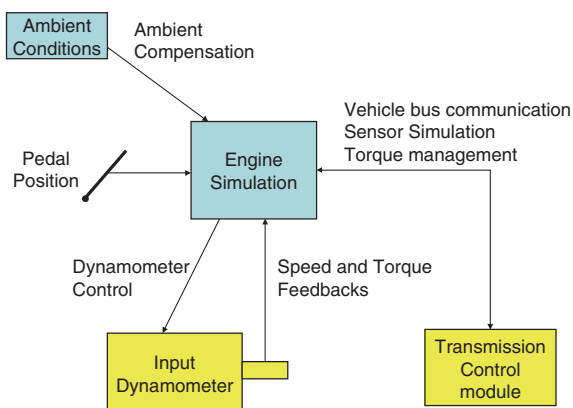 Ambient
Conditions
Ambient
Compensation
Vehicle bus communication
Sensor Simulation
Torque management
Pedal
Position
Engine
Simulation
Dynamometer
Control
Speed and Torque
Feedbacks
Input
Dynamometer
Transmission
Control
module